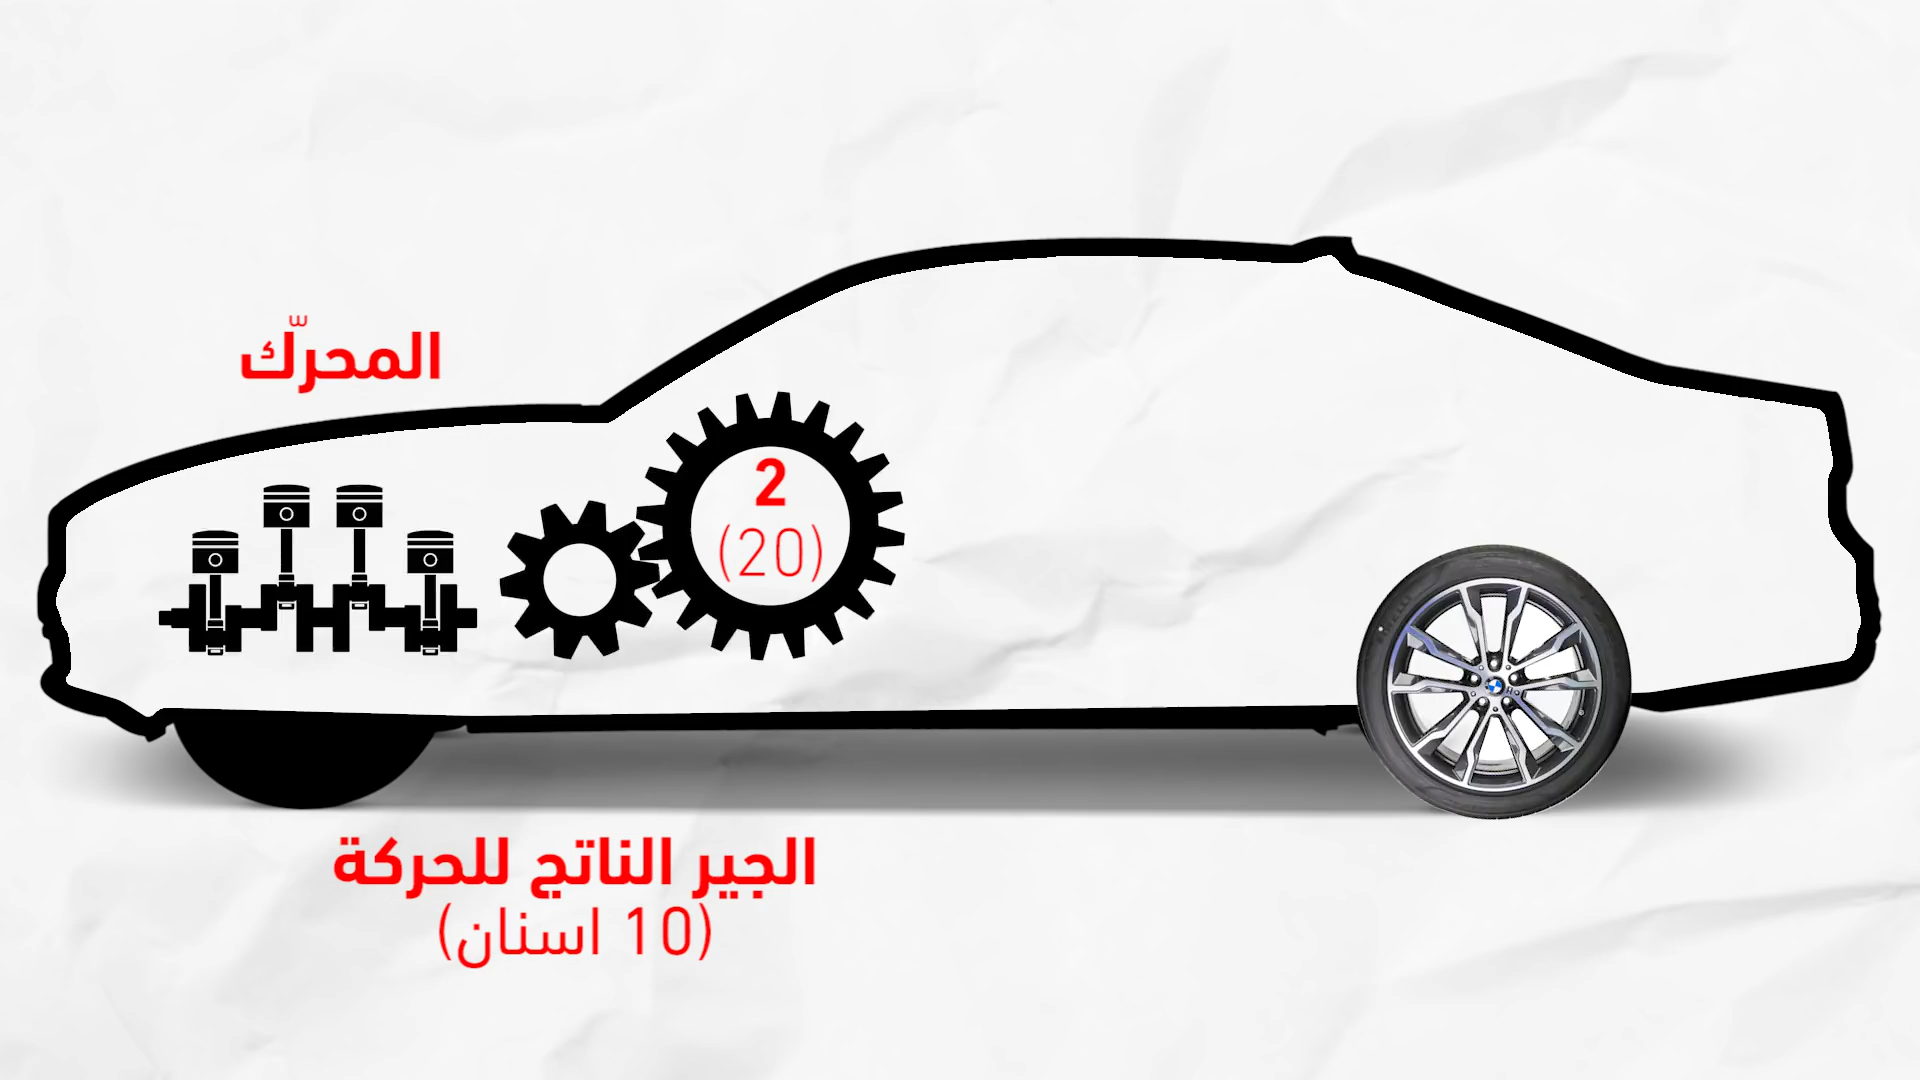 المحرّك
2
(20)
الجير الناتج للحركة
(10 اسنان)